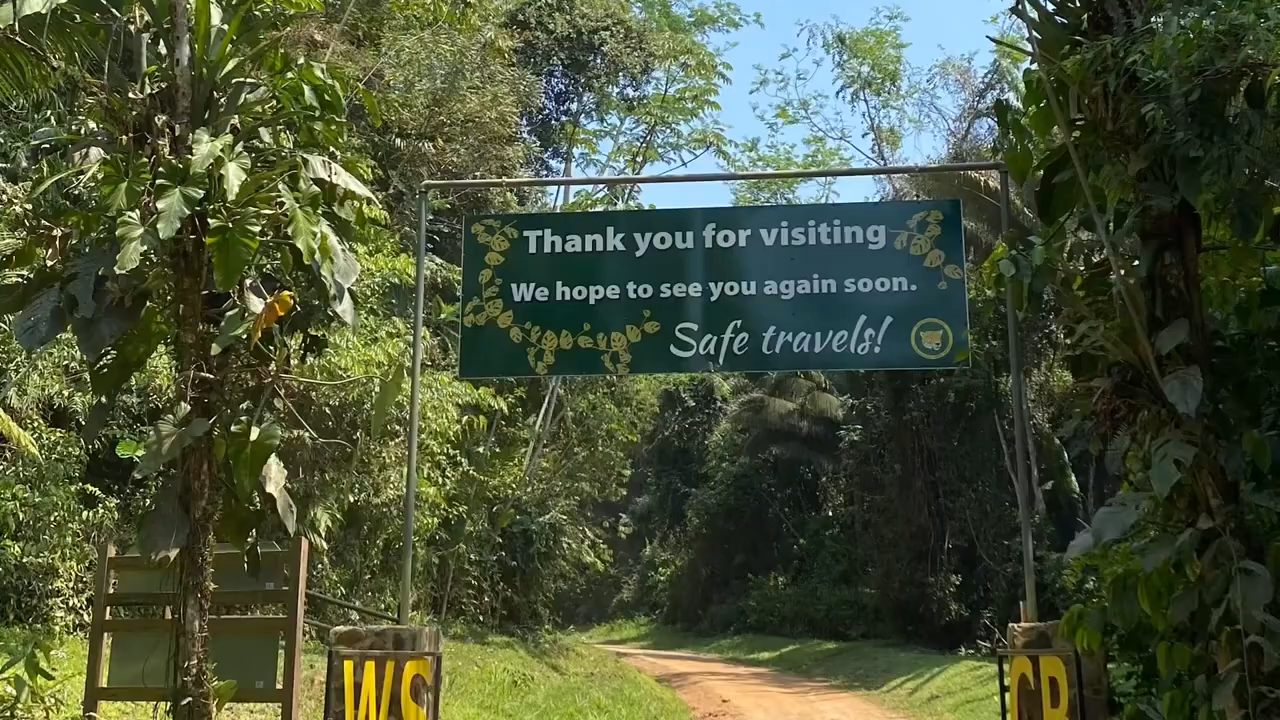 Thank you for visiting
We hope to see you again soon.
Safe travels!
WS
CB